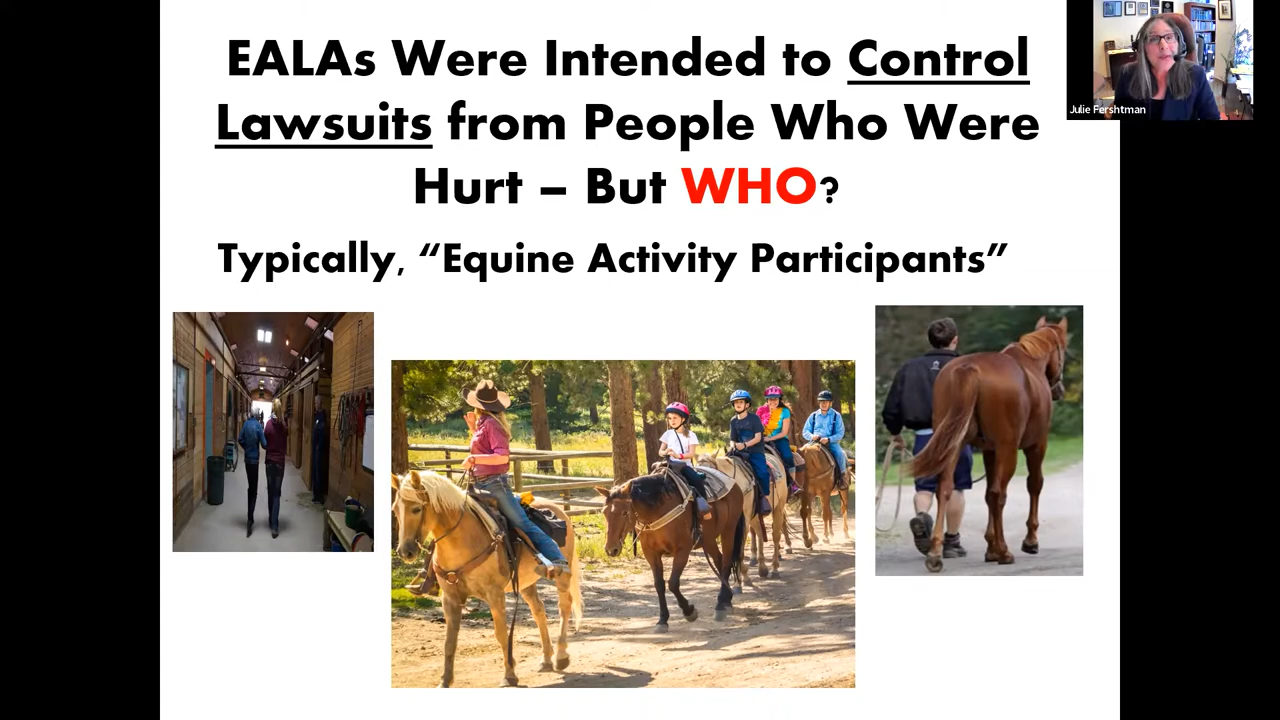 EALAs Were Intended to Control
Lawsuits from People Who Were
Hurt – But WHO?
Typically, “Equine Activity Participants”
Julie Fershtman